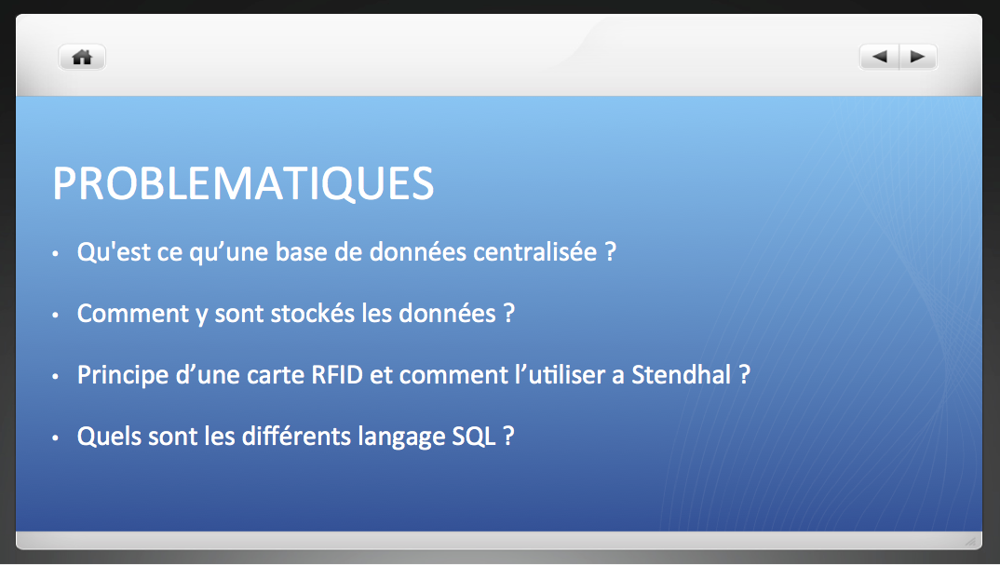 PROBLEMATIQUES
• Qu'est ce qu’une base de données centralisée ?
• Comment y sont stockés les données ?
• Principe d’une carte RFID et comment l’utiliser a Stendhal ?
• Quels sont les différents langage SQL ?